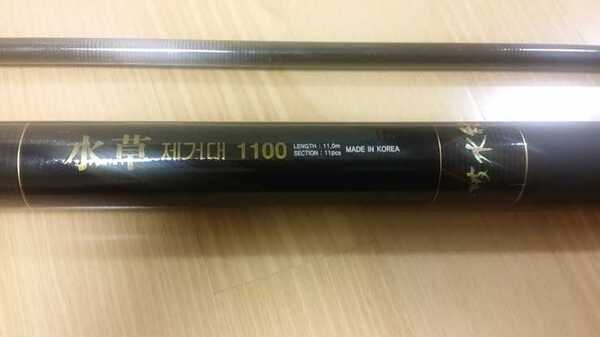 水草 제거대 1100
LENGTH : 11.0m
SECTION : 11pcs
MADE IN KOREA